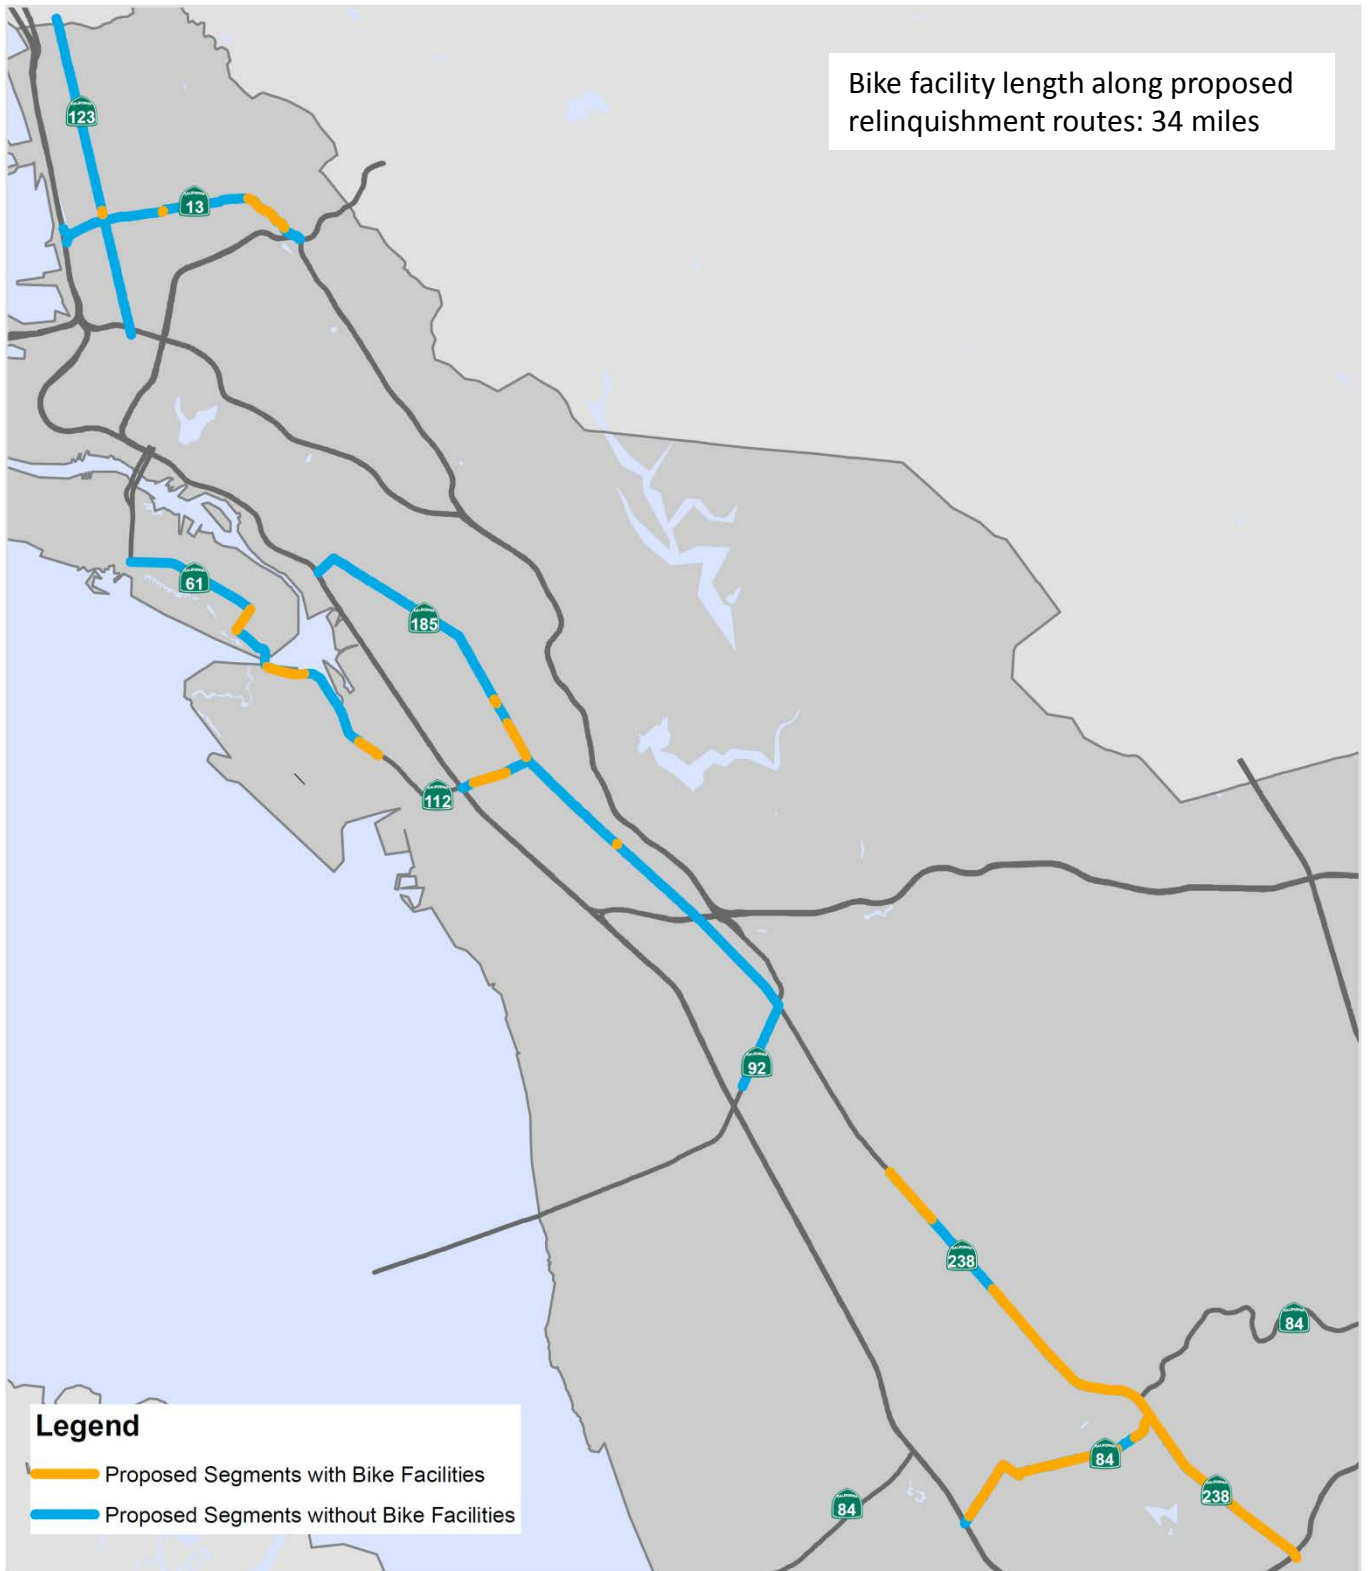 Bike facility length along proposed
relinquishment routes: 34 miles
123
13
61
185
112
92
238
84
84
238
84
Legend
Proposed Segments with Bike Facilities
Proposed Segments without Bike Facilities